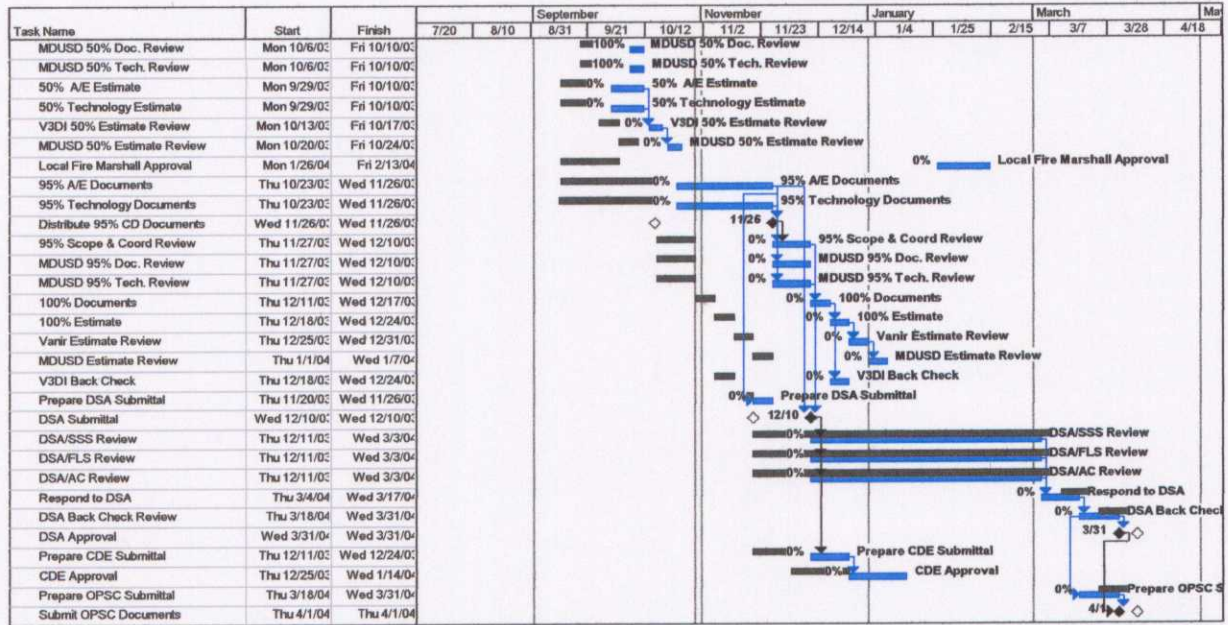 September November January March Ma
Task Name Start Finish 7/20 8/10 8/31 9/21 10/12 11/2 11/23 12/14 1/4 1/25 2/15 3/7 3/28 4/18
MDUSD 50% Doc. Review Mon 10/6/03 Fri 10/10/03 100% MDUSD 50% Doc. Review
MDUSD 50% Tech. Review Mon 10/6/03 Fri 10/10/03 100% MDUSD 50% Tech. Review
50% A/E Estimate Mon 9/29/03 Fri 10/10/03 0% 50% A/E Estimate
50% Technology Estimate Mon 9/29/03 Fri 10/10/03 0% 50% Technology Estimate
V3DI 50% Estimate Review Mon 10/13/03 Fri 10/17/03 0% V3DI 50% Estimate Review
MDUSD 50% Estimate Review Mon 10/20/03 Fri 10/24/03 0% MDUSD 50% Estimate Review
Local Fire Marshall Approval Mon 1/26/04 Fri 2/13/04 0% Local Fire Marshall Approval
95% A/E Documents Thu 10/23/03 Wed 11/26/03 0% 95% A/E Documents
95% Technology Documents Thu 10/23/03 Wed 11/26/03 0% 95% Technology Documents
Distribute 95% CD Documents Wed 11/26/03 Wed 11/26/03 11/26
95% Scope & Coord Review Thu 11/27/03 Wed 12/10/03 0% 95% Scope & Coord Review
MDUSD 95% Doc. Review Thu 11/27/03 Wed 12/10/03 0% MDUSD 95% Doc. Review
MDUSD 95% Tech. Review Thu 11/27/03 Wed 12/10/03 0% MDUSD 95% Tech. Review
100% Documents Thu 12/11/03 Wed 12/17/03 0% 100% Documents
100% Estimate Thu 12/18/03 Wed 12/24/03 0% 100% Estimate
Vanir Estimate Review Thu 12/25/03 Wed 12/31/03 0% Vanir Estimate Review
MDUSD Estimate Review Thu 1/1/04 Wed 1/7/04 0% MDUSD Estimate Review
V3DI Back Check Thu 12/18/03 Wed 12/24/03 0% V3DI Back Check
Prepare DSA Submittal Thu 11/20/03 Wed 11/26/03 0% Prepare DSA Submittal
DSA Submittal Wed 12/10/03 Wed 12/10/03 12/10
DSA/SSS Review Thu 12/11/03 Wed 3/3/04 0% DSA/SSS Review
DSA/FLS Review Thu 12/11/03 Wed 3/3/04 0% DSA/FLS Review
DSA/AC Review Thu 12/11/03 Wed 3/3/04 0% DSA/AC Review
Respond to DSA Thu 3/4/04 Wed 3/17/04 0% Respond to DSA
DSA Back Check Review Thu 3/18/04 Wed 3/31/04 0% DSA Back Chec
DSA Approval Wed 3/31/04 Wed 3/31/04 3/31
Prepare CDE Submittal Thu 12/11/03 Wed 12/24/03 0% Prepare CDE Submittal
CDE Approval Thu 12/25/03 Wed 1/14/04 0% CDE Approval
Prepare OPSC Submittal Thu 3/18/04 Wed 3/31/04 0% Prepare OPSC S
Submit OPSC Documents Thu 4/1/04 Thu 4/1/04 4/1